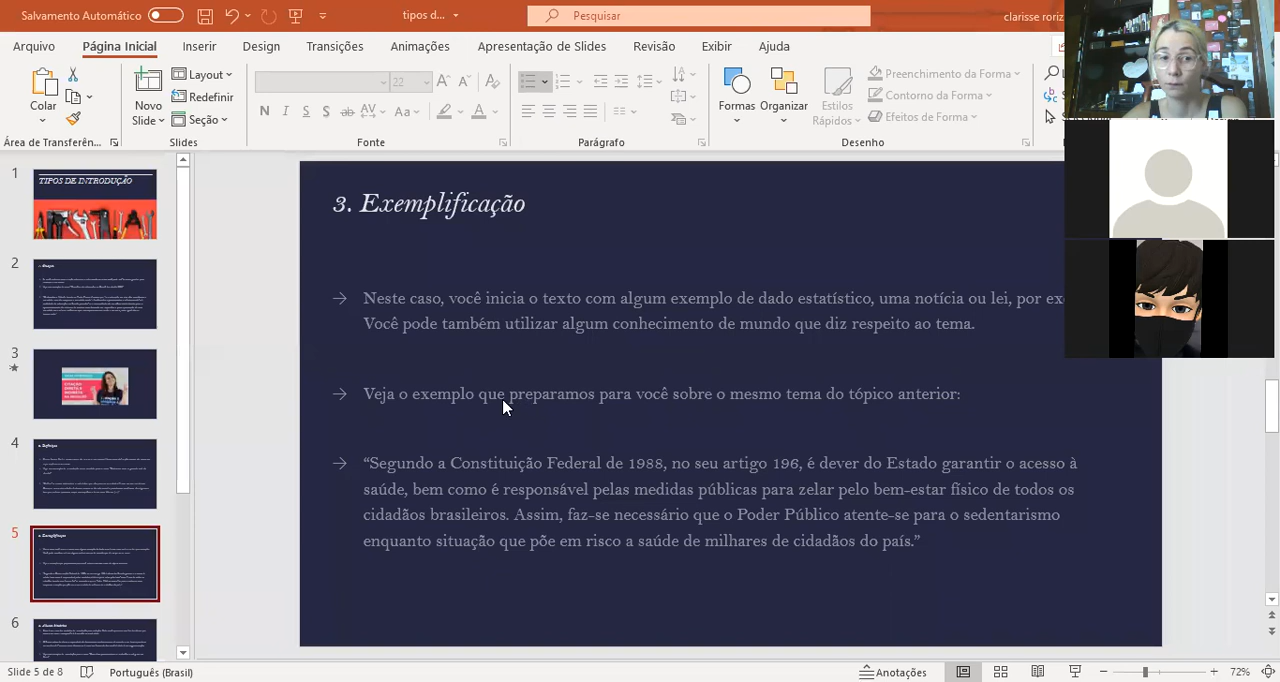 Salvamento Automático
tipos d...
Pesquisar
clarisse roriz
Arquivo
Página Inicial
Inserir
Design
Transições
Animações
Apresentação de Slides
Revisão
Exibir
Ajuda
Colar
Novo
Slide
Layout
Redefinir
Seção
22
Formas
Organizar
Estilos
Rápidos
Preenchimento da Forma
Contorno da Forma
Efeitos de Forma
Área de Transferên...
Slides
Fonte
Parágrafo
Desenho
1
TIPOS DE INTRODUÇÃO
2
3
4
5
6
3. Exemplificação
→ Neste caso, você inicia o texto com algum exemplo de dado estatístico, uma notícia ou lei, por
Você pode também utilizar algum conhecimento de mundo que diz respeito ao tema.
→ Veja o exemplo que preparamos para você sobre o mesmo tema do tópico anterior:
→ “Segundo a Constituição Federal de 1988, no seu artigo 196, é dever do Estado garantir o acesso à
saúde, bem como é responsável pelas medidas públicas para zelar pelo bem-estar físico de todos os
cidadãos brasileiros. Assim, faz-se necessário que o Poder Público atente-se para o sedentarismo
enquanto situação que põe em risco a saúde de milhares de cidadãos do país.”
Slide 5 de 8
Português (Brasil)
Anotações
72%